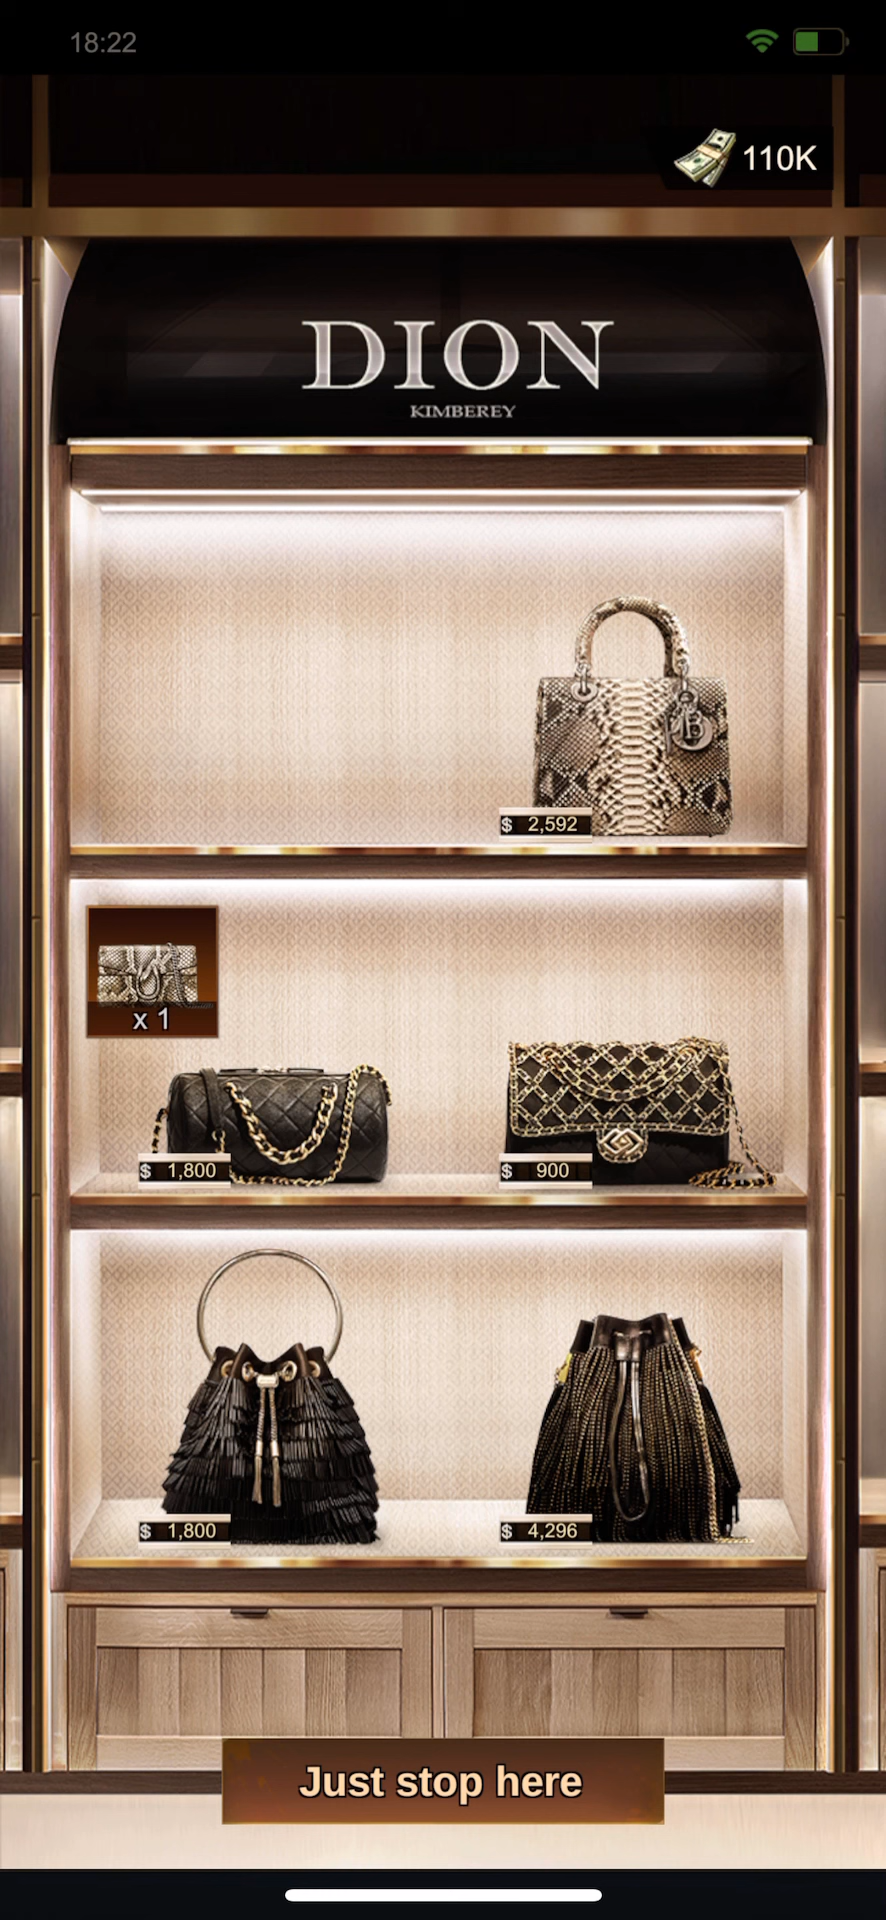 18:22
110K
DION
KIMBEREY
$ 2,592
x 1
$ 1,800
$ 900
$ 1,800
$ 4,296
Just stop here